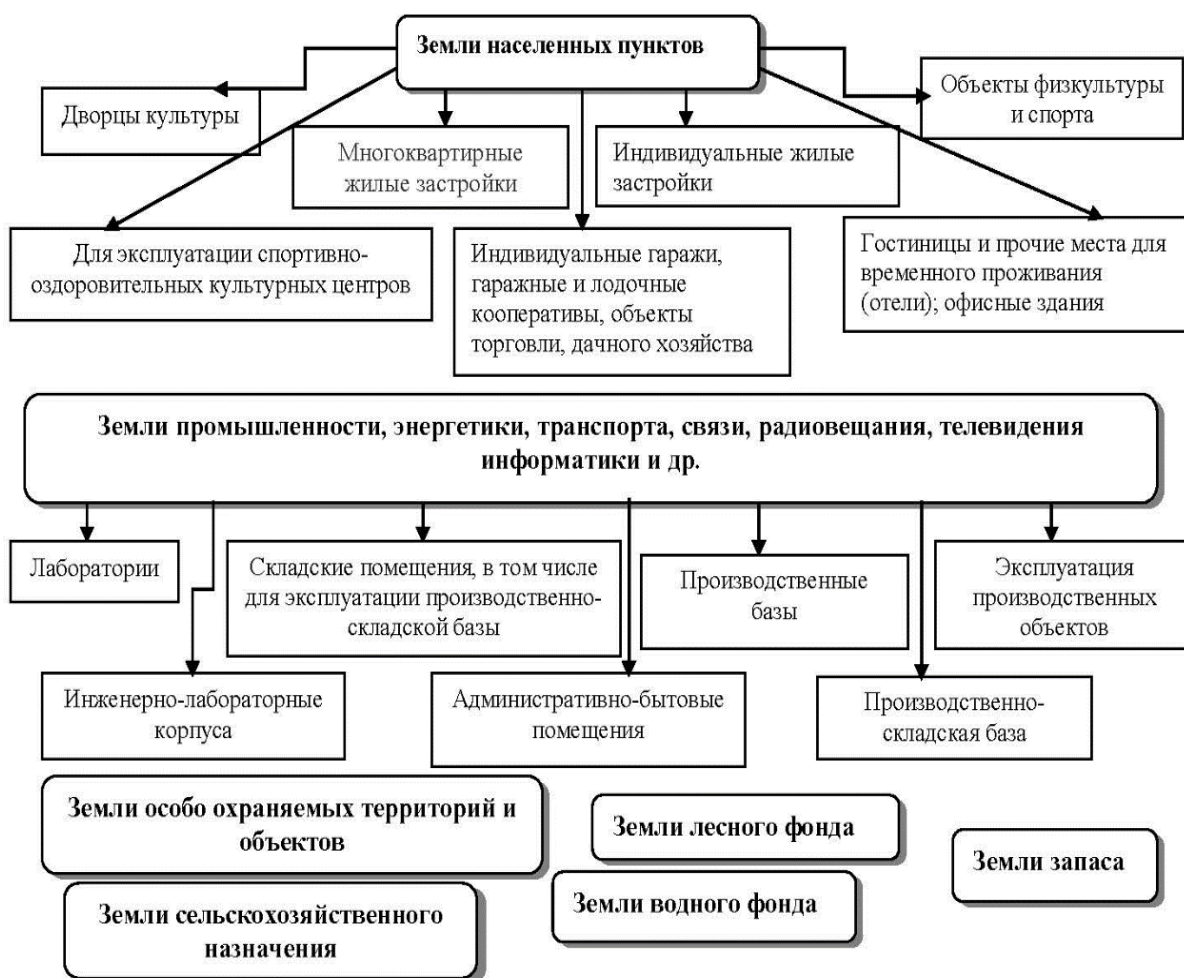 Земли населенных пунктов
Дворцы культуры
Объекты физкультуры
и спорта
Многоквартирные
жилые застройки
Индивидуальные жилые
застройки
Для эксплуатации спортивно-
оздоровительных культурных центров
Индивидуальные гаражи,
гаражные и лодочные
кооперативы, объекты
торговли, дачного хозяйства
Гостиницы и прочие места для
временного проживания
(отели); офисные здания
Земли промышленности, энергетики, транспорта, связи, радиовещания, телевидения
информатики и др.
Лаборатории
Складские помещения, в том числе
для эксплуатации производственно-
складской базы
Производственные
базы
Эксплуатация
производственных
объектов
Инженерно-лабораторные
корпуса
Административно-бытовые
помещения
Производственно-
складская база
Земли особо охраняемых территорий и
объектов
Земли лесного фонда
Земли запаса
Земли сельскохозяйственного
назначения
Земли водного фонда